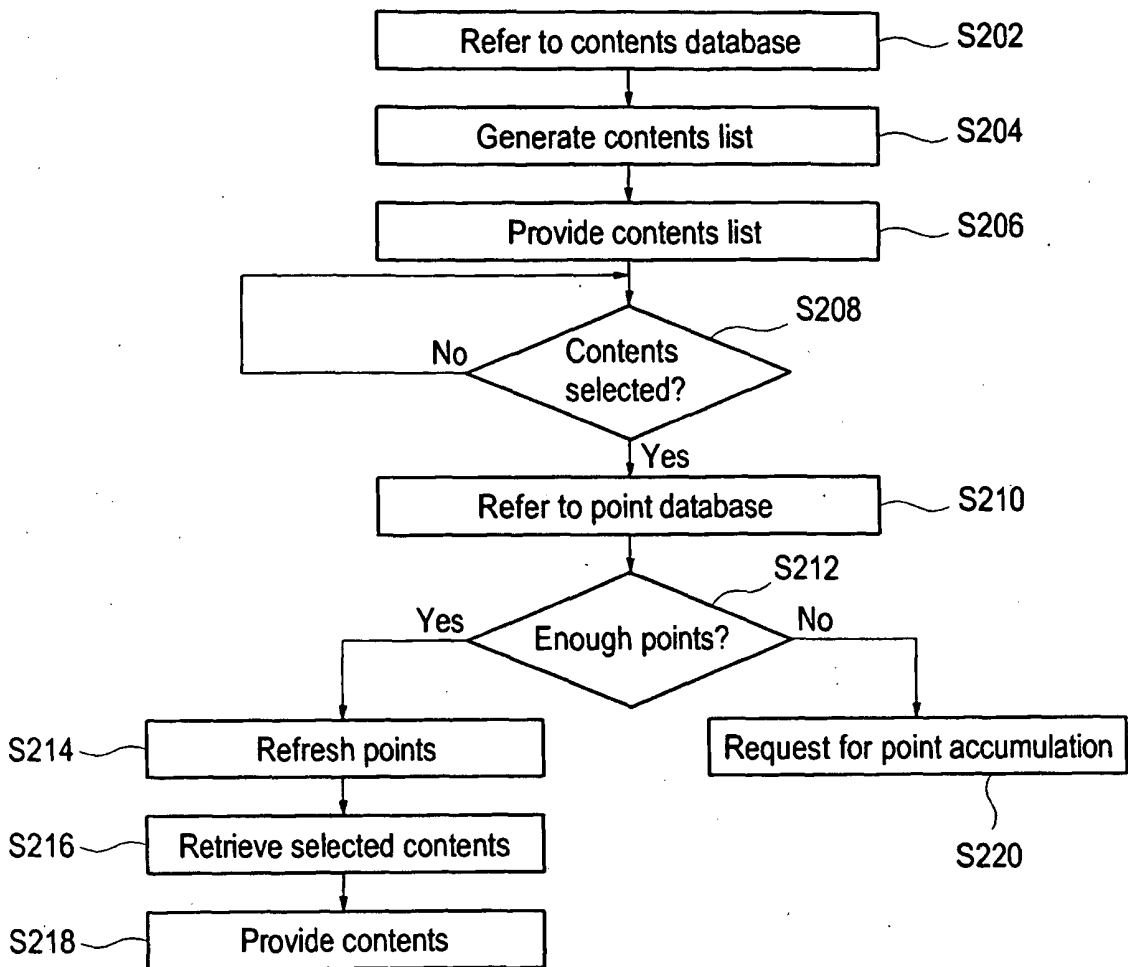 Refer to contents database
S202
Generate contents list
S204
Provide contents list
S206
S208
Contents
selected?
No
Yes
Refer to point database
S210
S212
Enough points?
Yes
No
S214
Refresh points
Request for point accumulation
S216
Retrieve selected contents
S220
S218
Provide contents